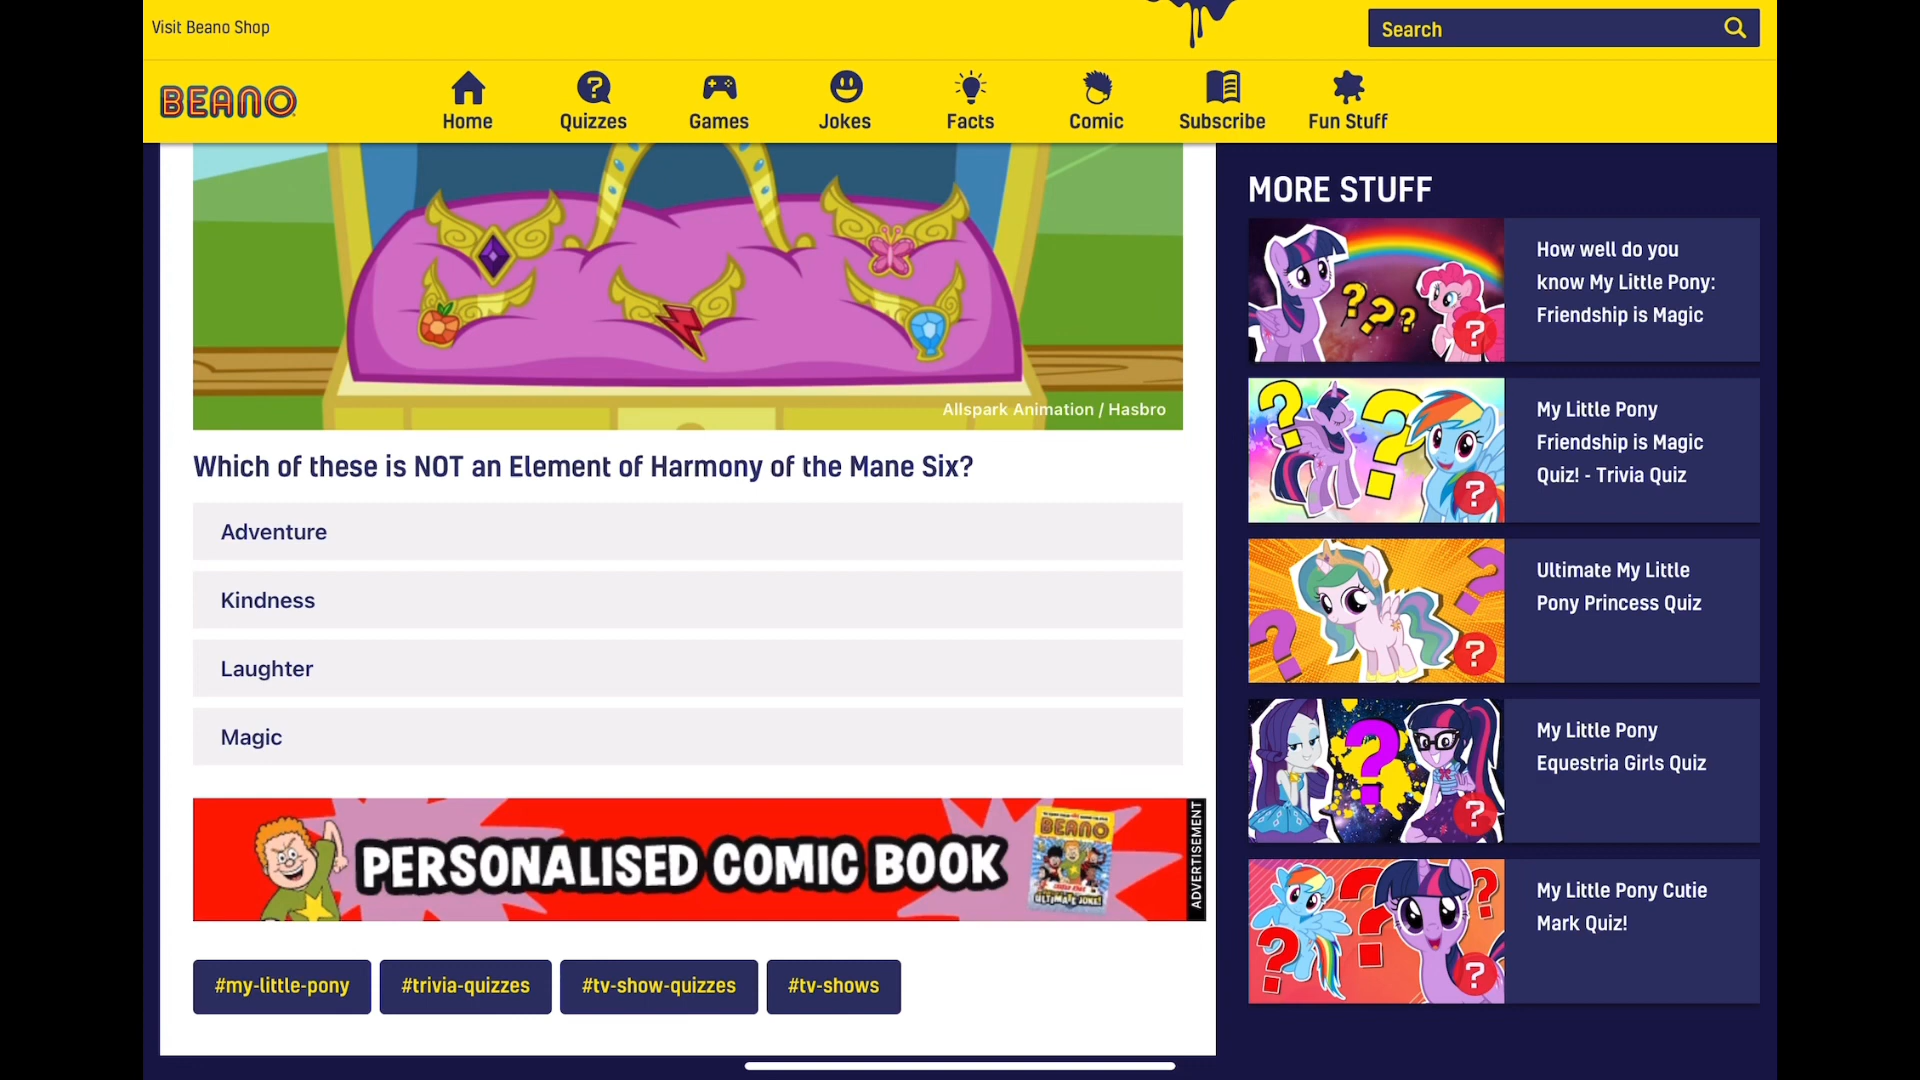 Visit Beano Shop
Search
BEANO
Home
Quizzes
Games
Jokes
Facts
Comic
Subscribe
Fun Stuff
Allspark Animation / Hasbro
Which of these is NOT an Element of Harmony of the Mane Six?
Adventure
Kindness
Laughter
Magic
PERSONALISED COMIC BOOK
BEANO
ULTIMATE JOKE!
ADVERTISEMENT
#my-little-pony
#trivia-quizzes
#tv-show-quizzes
#tv-shows
MORE STUFF
? ? ?
?
How well do you
know My Little Pony:
Friendship is Magic
? ?
?
My Little Pony
Friendship is Magic
Quiz! - Trivia Quiz
? ?
?
Ultimate My Little
Pony Princess Quiz
?
?
My Little Pony
Equestria Girls Quiz
? ? ?
?
My Little Pony Cutie
Mark Quiz!